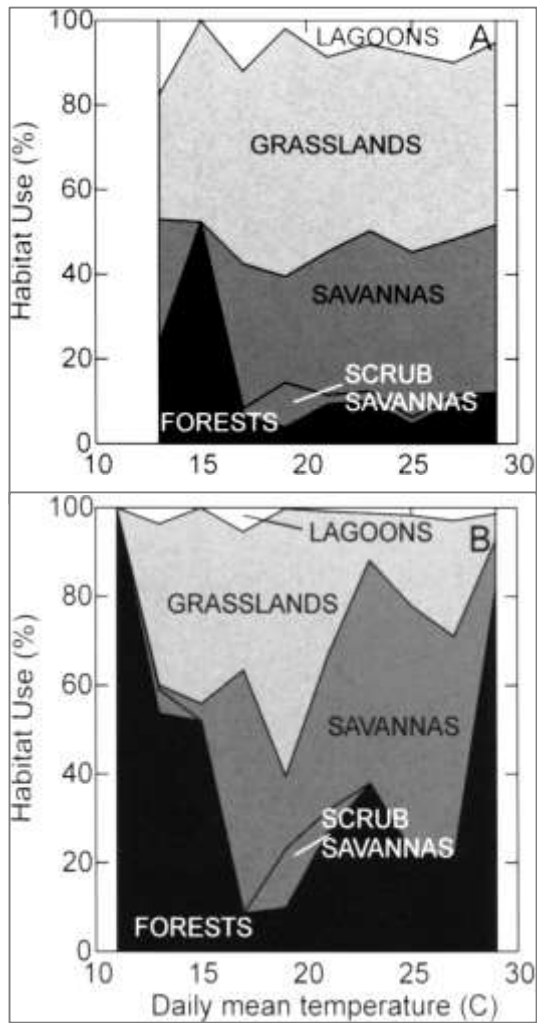 LAGOONS A
100
80
60
40
20
0
Habitat Use (%)
GRASSLANDS
SAVANNAS
SCRUB
SAVANNAS
FORESTS
10 15 20 25 30
100
80
60
40
20
0
Habitat Use (%)
LAGOONS B
GRASSLANDS
SAVANNAS
SCRUB
SAVANNAS
FORESTS
10 15 20 25 30
Daily mean temperature (C)